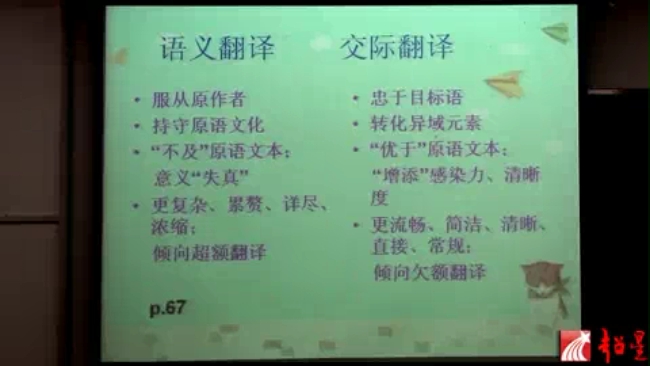 语义翻译
• 服从原作者
• 持守原语文化
• “不及”原语文本；
意义“失真”
• 更复杂、累赘、详尽、
浓缩；
倾向超额翻译
p.67
交际翻译
• 忠于目标语
• 转化异域元素
• “优于”原语文本；
“增添”感染力、清晰
度
• 更流畅、简洁、清晰、
直接、常规；
倾向欠额翻译
超星